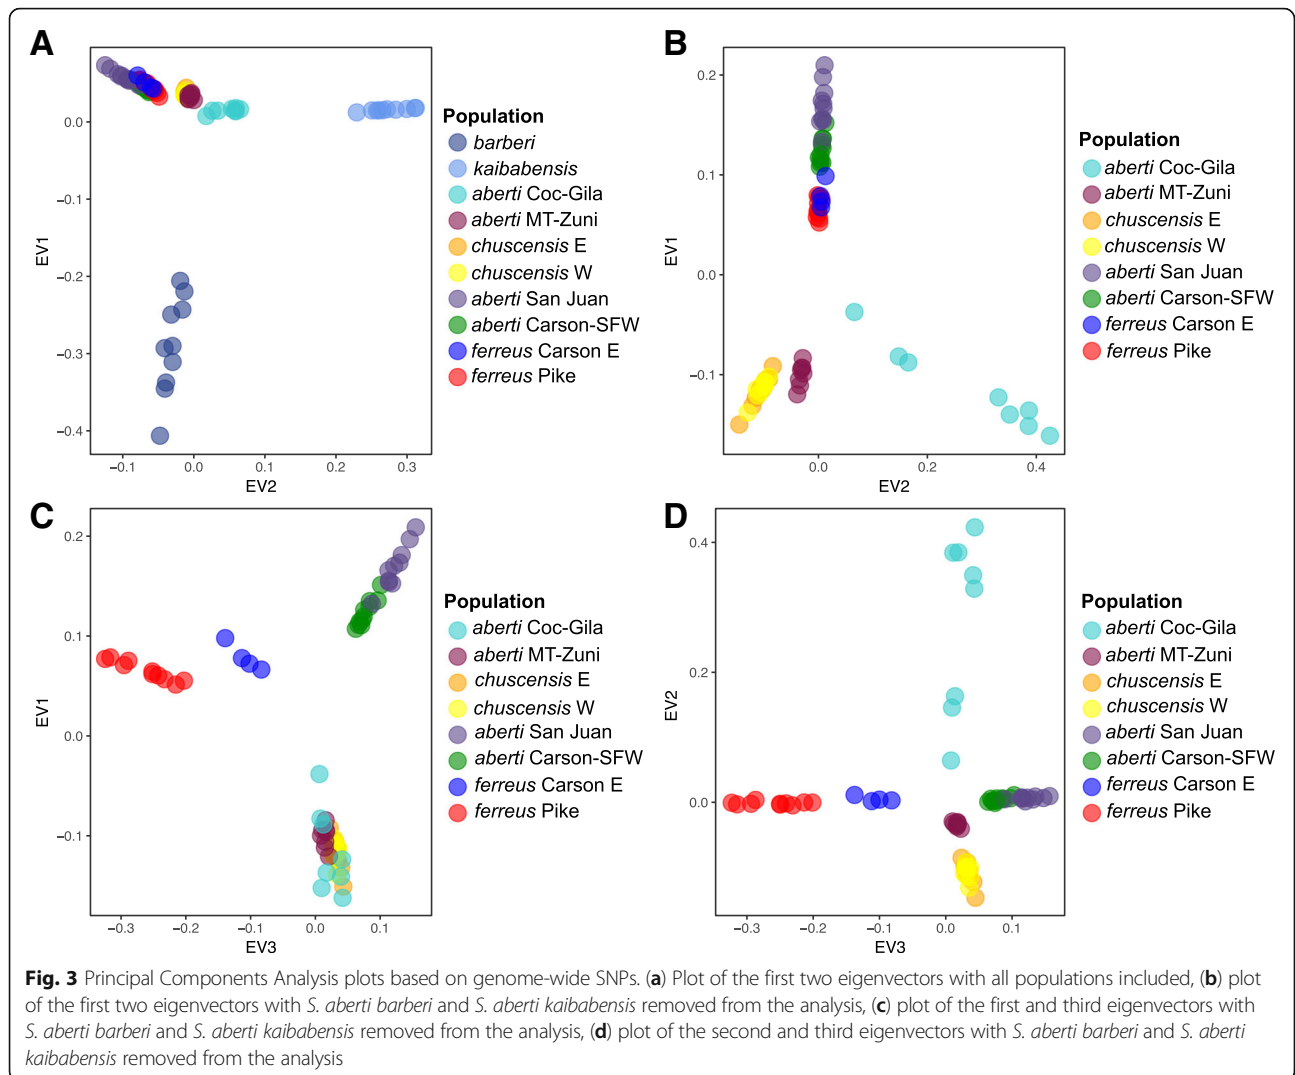 A
0.0
−0.1
−0.2
−0.3
−0.4
EV1
−0.1
0.0
0.1
0.2
0.3
EV2
Population
barberi
kaibabensis
aberti Coc-Gila
aberti MT-Zuni
chuscensis E
chuscensis W
aberti San Juan
aberti Carson-SFW
ferreus Carson E
ferreus Pike
B
0.2
0.1
0.0
−0.1
EV1
0.0
0.2
0.4
EV2
Population
aberti Coc-Gila
aberti MT-Zuni
chuscensis E
chuscensis W
aberti San Juan
aberti Carson-SFW
ferreus Carson E
ferreus Pike
C
0.2
0.1
0.0
−0.1
EV1
−0.3
−0.2
−0.1
0.0
0.1
EV3
Population
aberti Coc-Gila
aberti MT-Zuni
chuscensis E
chuscensis W
aberti San Juan
aberti Carson-SFW
ferreus Carson E
ferreus Pike
D
0.4
0.2
0.0
EV2
−0.3
−0.2
−0.1
0.0
0.1
EV3
Population
aberti Coc-Gila
aberti MT-Zuni
chuscensis E
chuscensis W
aberti San Juan
aberti Carson-SFW
ferreus Carson E
ferreus Pike
Fig. 3 Principal Components Analysis plots based on genome-wide SNPs. (a) Plot of the first two eigenvectors with all populations included, (b) plot
of the first two eigenvectors with S. aberti barberi and S. aberti kaibabensis removed from the analysis, (c) plot of the first and third eigenvectors with
S. aberti barberi and S. aberti kaibabensis removed from the analysis, (d) plot of the second and third eigenvectors with S. aberti barberi and S. aberti
kaibabensis removed from the analysis